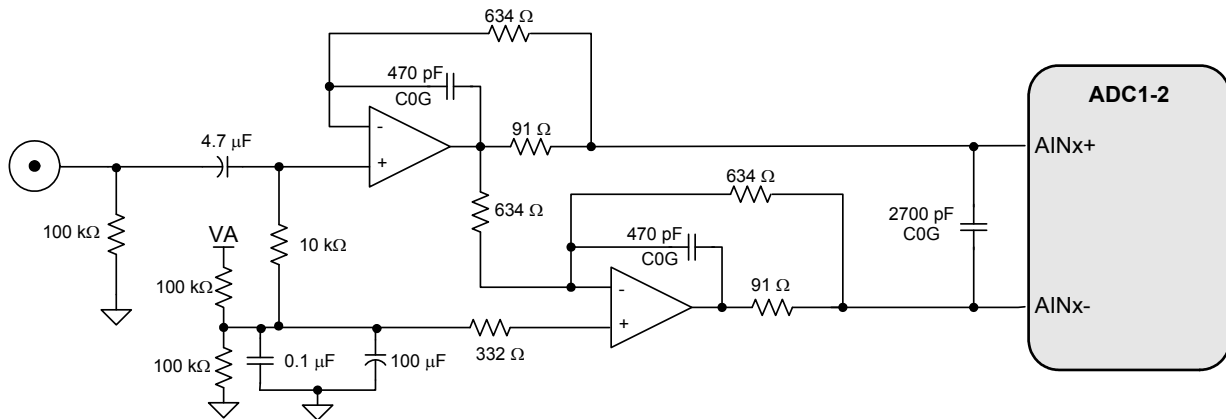 634 Ω
470 pF
C0G
ADC1-2
4.7 µF
-
+
91 Ω
AINx+
100 kΩ
VA
10 kΩ
634 Ω
634 Ω
470 pF
C0G
2700 pF
C0G
100 kΩ
-
+
91 Ω
AINx-
100 kΩ
0.1 µF
100 µF
332 Ω